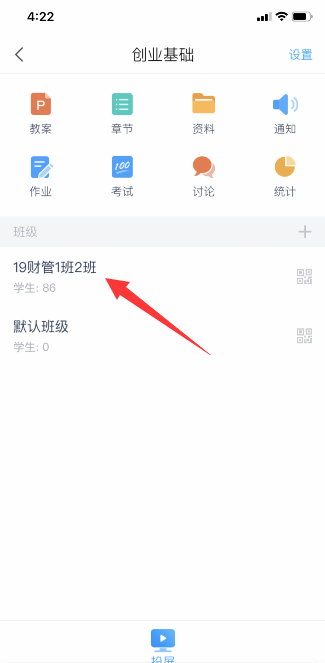 4:22
创业基础
设置
P
教案
章节
资料
通知
100
作业
考试
讨论
统计
班级
19财管1班2班
学生: 86
默认班级
学生: 0
投屏